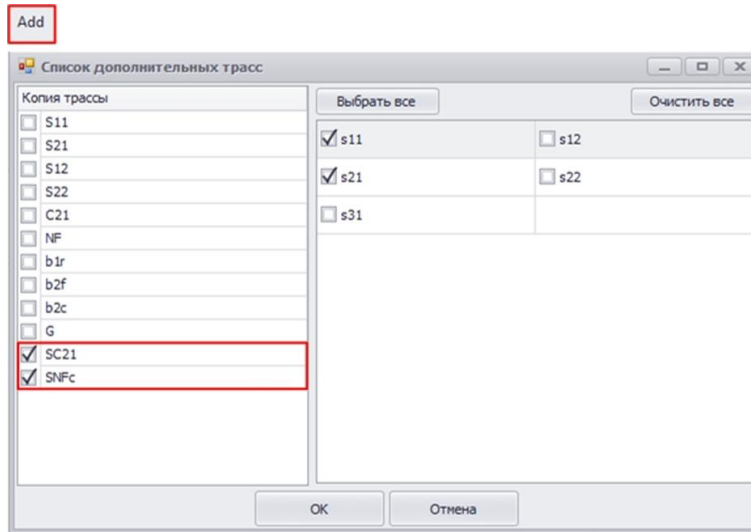 Add
Список дополнительных трасс
Копия трассы
S11
S21
S12
S22
C21
NF
b1r
b2f
b2c
G
SC21
SNFc
Выбрать все Очистить все
s11 s12
s21 s22
s31
OK Отмена